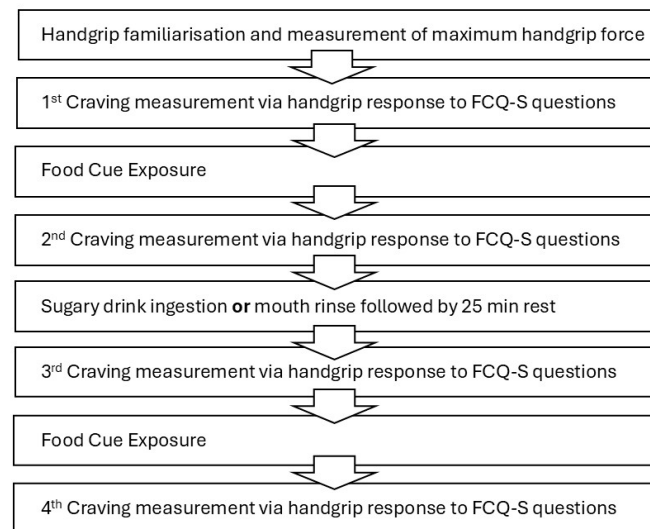 Handgrip familiarisation and measurement of maximum handgrip force
1st Craving measurement via handgrip response to FCQ-S questions
Food Cue Exposure
2nd Craving measurement via handgrip response to FCQ-S questions
Sugary drink ingestion or mouth rinse followed by 25 min rest
3rd Craving measurement via handgrip response to FCQ-S questions
Food Cue Exposure
4th Craving measurement via handgrip response to FCQ-S questions